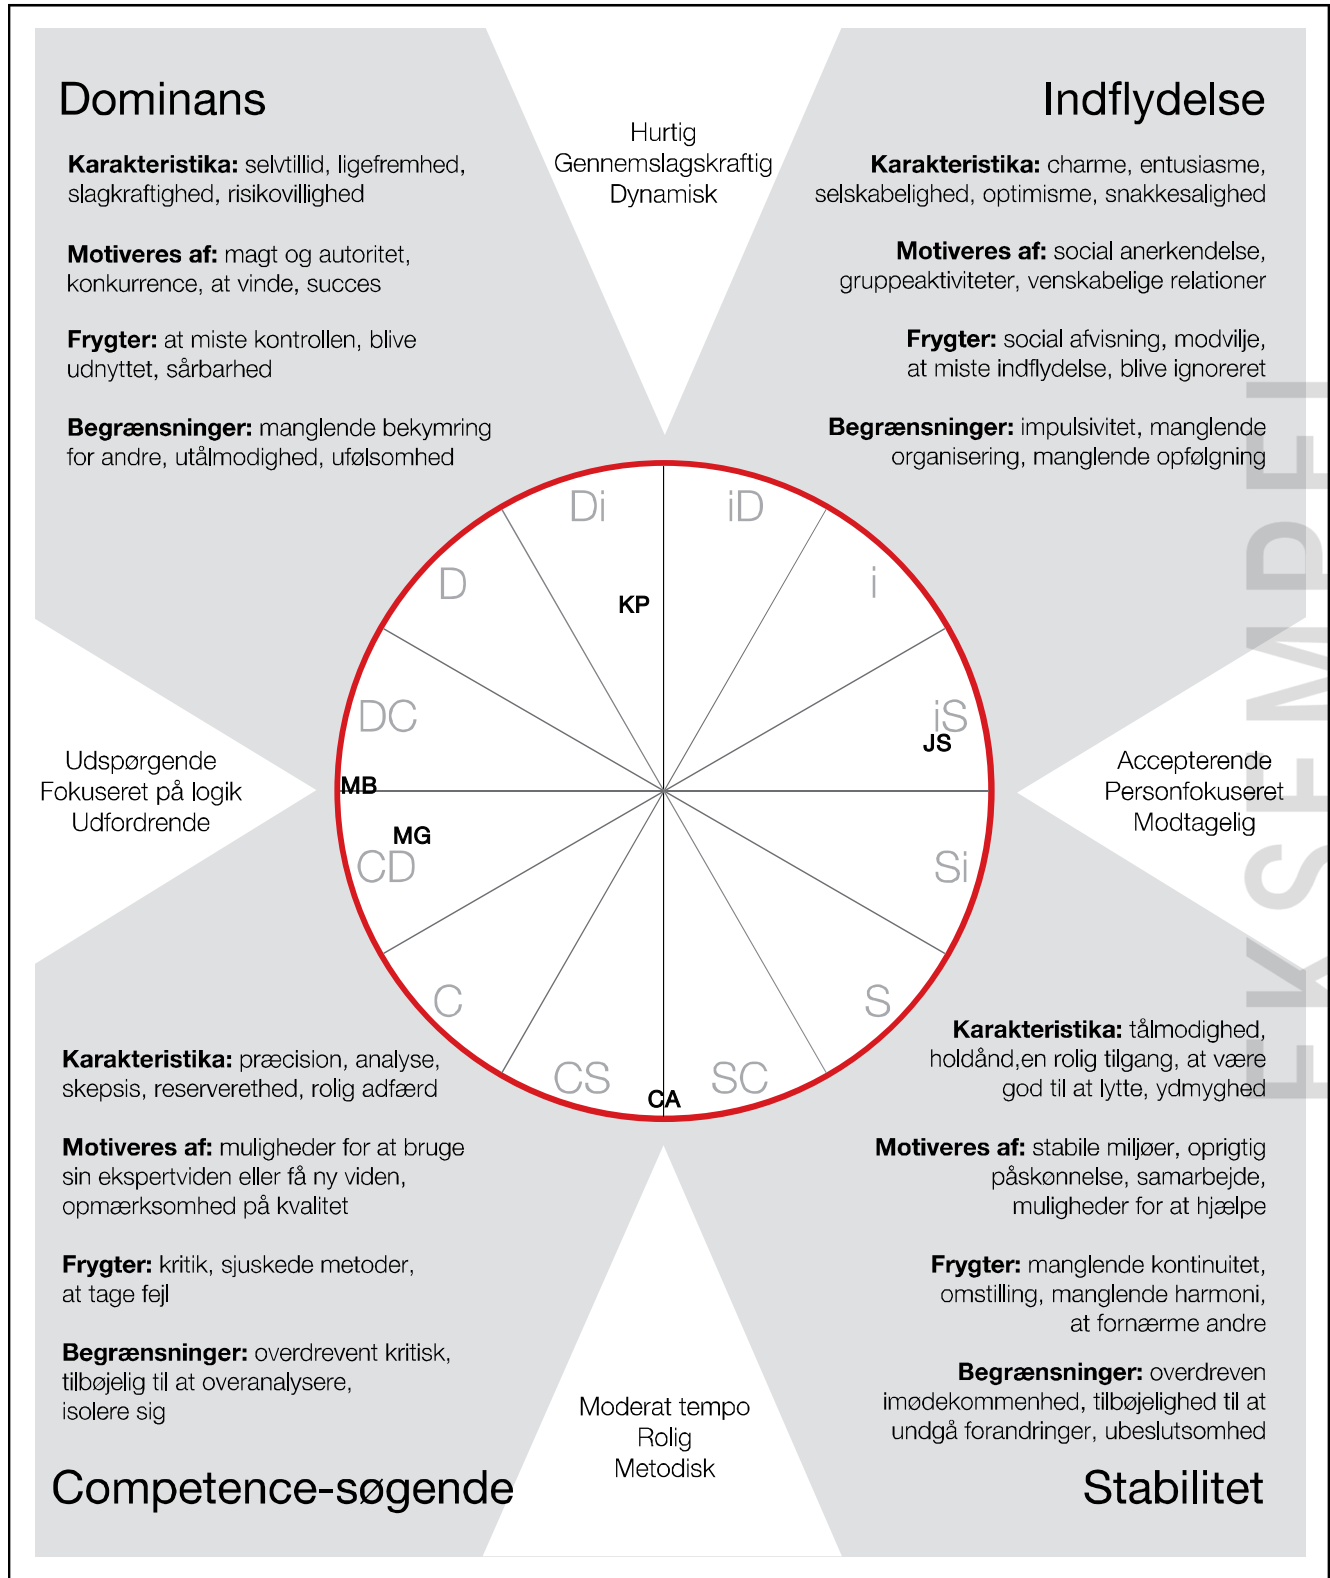 Dominans
Karakteristika: selvtillid, ligefremhed,
slagkraftighed, risikovillighed
Motiveres af: magt og autoritet,
konkurrence, at vinde, succes
Frygter: at miste kontrollen, blive
udnyttet, sårbarhed
Begrænsninger: manglende bekymring
for andre, utålmodighed, ufølsomhed
Hurtig
Gennemslagskraftig
Dynamisk
Indflydelse
Karakteristika: charme, entusiasme,
selskabelighed, optimisme, snakkesalighed
Motiveres af: social anerkendelse,
gruppeaktiviteter, venskabelige relationer
Frygter: social afvisning, modvilje,
at miste indflydelse, blive ignoreret
Begrænsninger: impulsivitet, manglende
organisering, manglende opfølgning
Di
iD
D
i
KP
DC
iS
JS
MB
MG
CD
Si
C
S
CS
SC
CA
Udspørgende
Fokuseret på logik
Udfordrende
Accepterende
Personfokuseret
Modtagelig
EKSEMPEL
Karakteristika: præcision, analyse,
skepsis, reserverethed, rolig adfærd
Motiveres af: muligheder for at bruge
sin ekspertviden eller få ny viden,
opmærksomhed på kvalitet
Frygter: kritik, sjuskede metoder,
at tage fejl
Begrænsninger: overdrevent kritisk,
tilbøjelig til at overanalysere,
isolere sig
Competence-søgende
Moderat tempo
Rolig
Metodisk
Karakteristika: tålmodighed,
holdånd,en rolig tilgang, at være
god til at lytte, ydmyghed
Motiveres af: stabile miljøer, oprigtig
påskønnelse, samarbejde,
muligheder for at hjælpe
Frygter: manglende kontinuitet,
omstilling, manglende harmoni,
at fornærme andre
Begrænsninger: overdreven
imødekommenhed, tilbøjelighed til at
undgå forandringer, ubeslutsomhed
Stabilitet